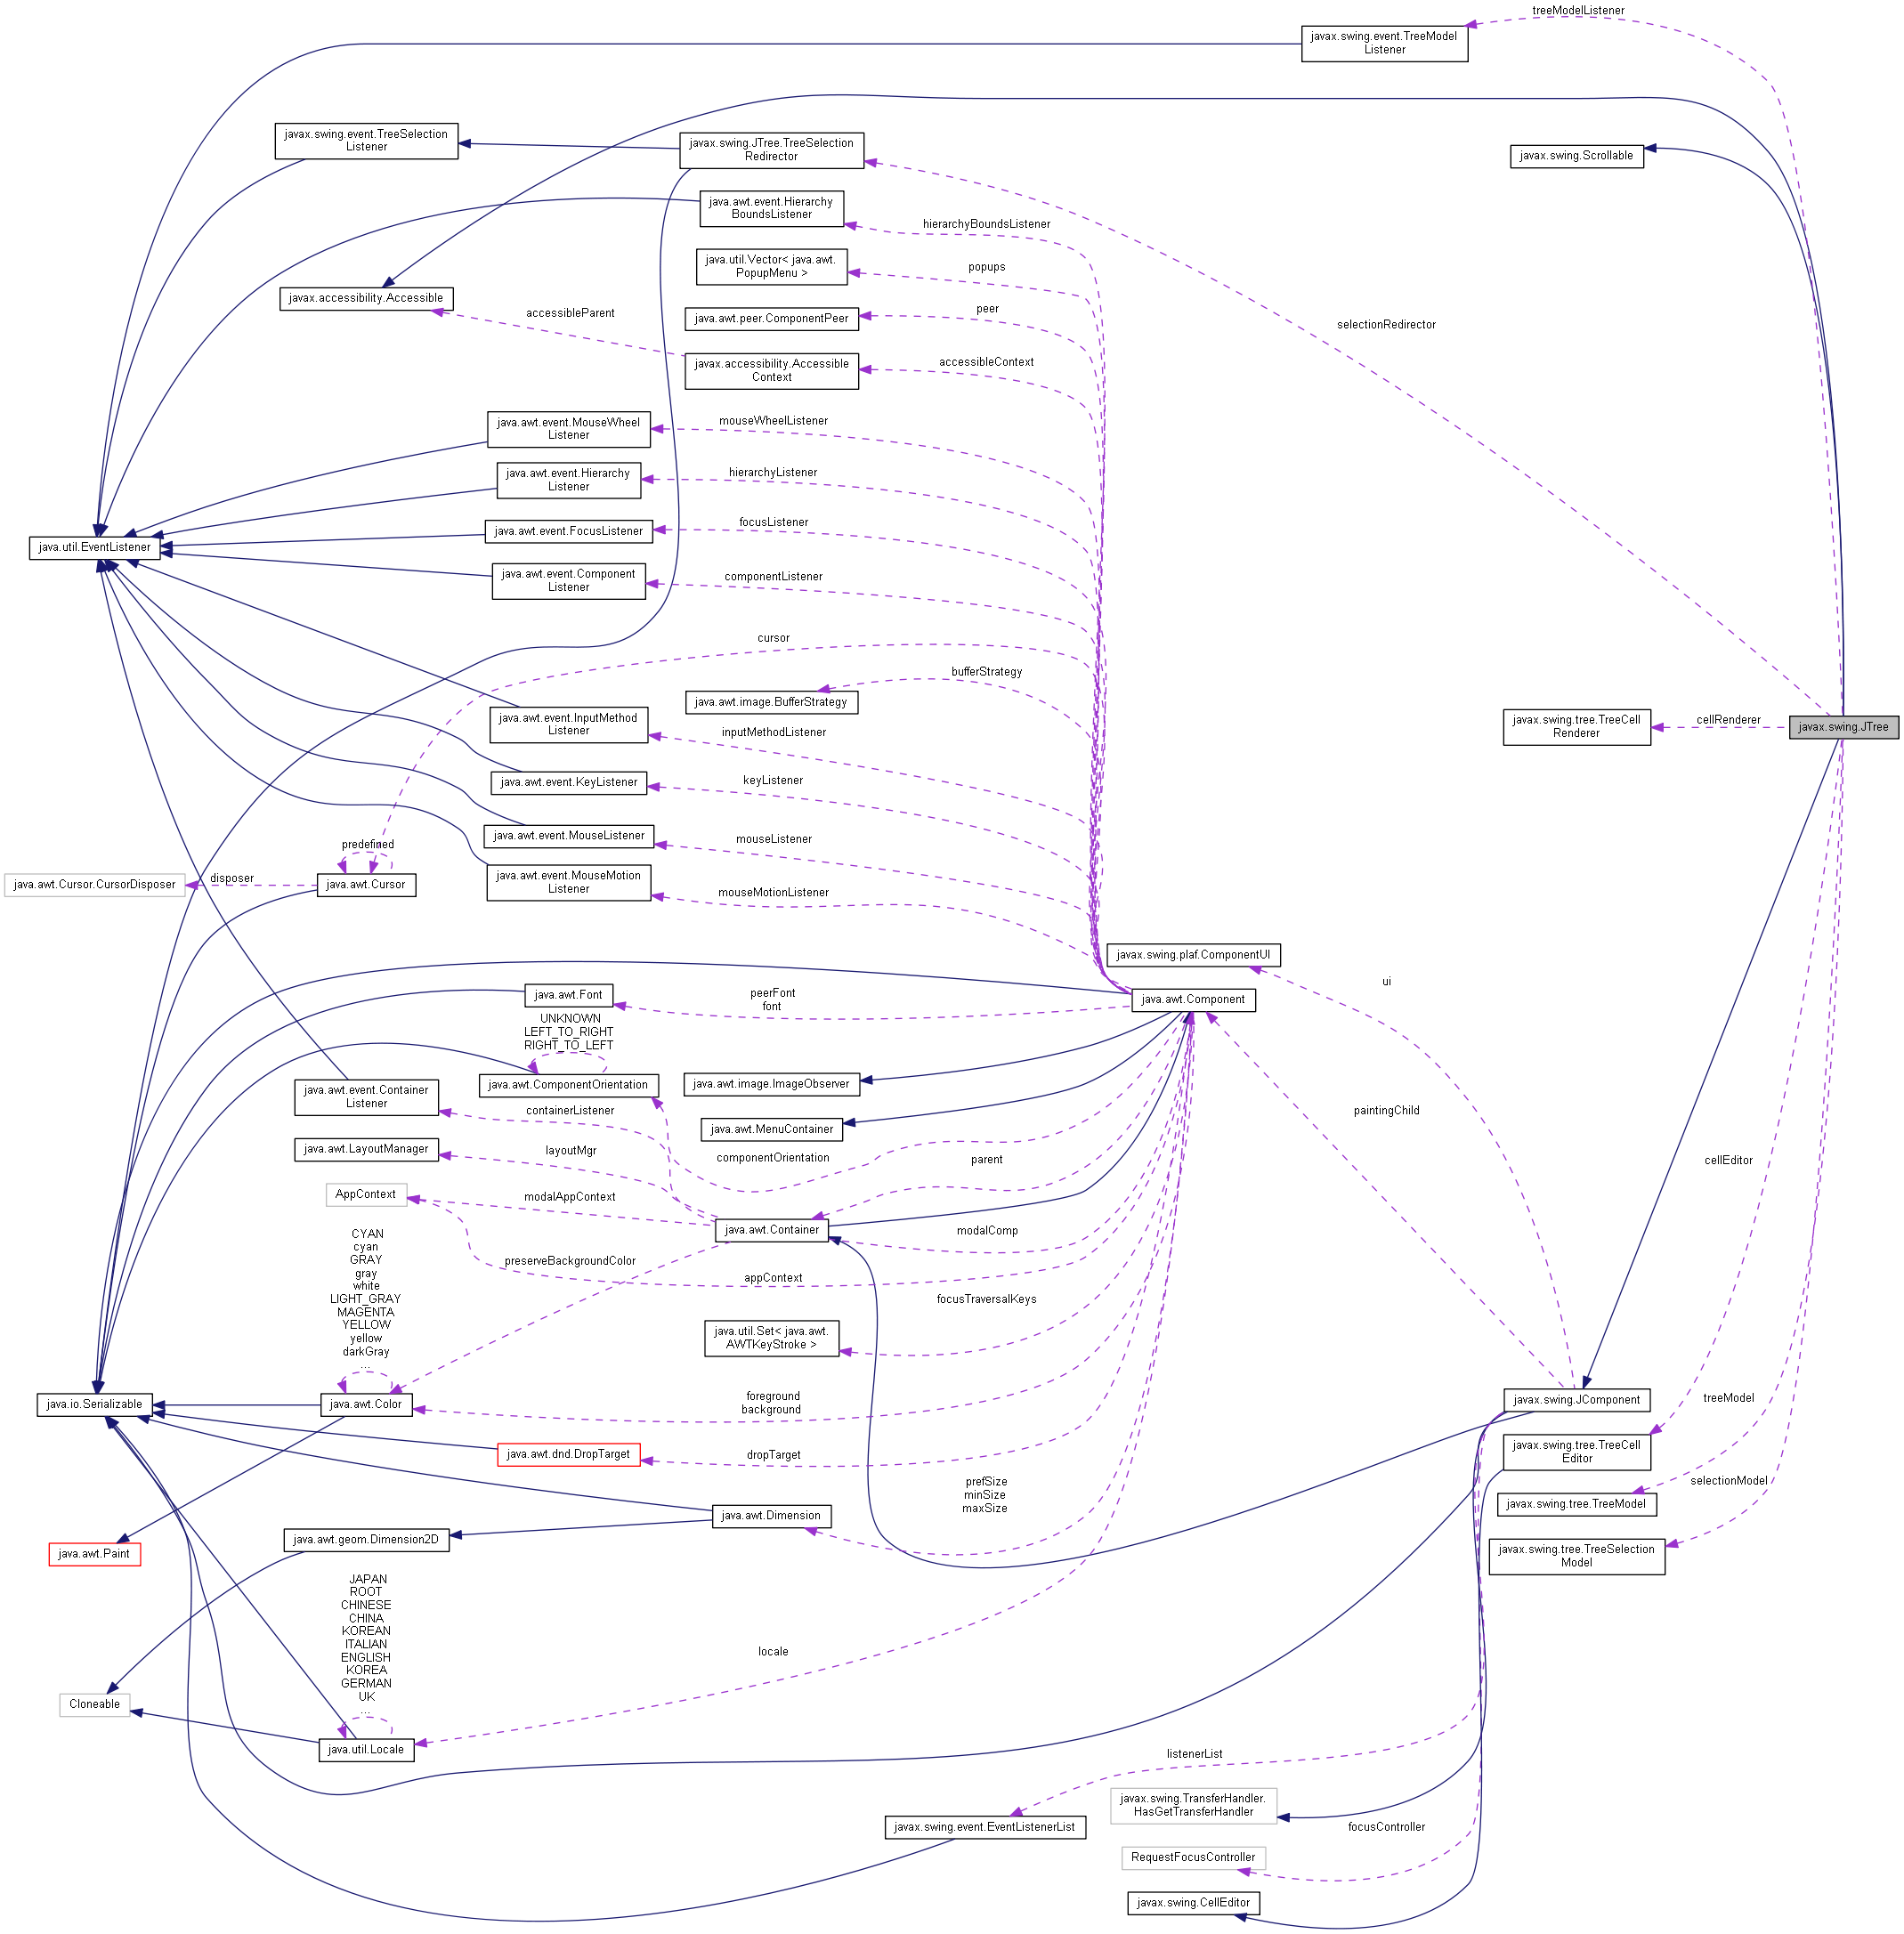 treeModelListener
javax.swing.event.TreeModel
Listener
javax.swing.event.TreeSelection
Listener
javax.swing.JTree.TreeSelection
Redirector
javax.swing.Scrollable
java.awt.event.Hierarchy
BoundsListener
hierarchyBoundsListener
java.util.Vector< java.awt.
PopupMenu >
popups
javax.accessibility.Accessible
accessibleParent
java.awt.peer.ComponentPeer
peer
selectionRedirector
javax.accessibility.Accessible
Context
accessibleContext
java.awt.event.MouseWheel
Listener
mouseWheelListener
java.awt.event.Hierarchy
Listener
hierarchyListener
java.awt.event.FocusListener
focusListener
java.util.EventListener
java.awt.event.Component
Listener
componentListener
cursor
bufferStrategy
java.awt.image.BufferStrategy
java.awt.event.InputMethod
Listener
inputMethodListener
javax.swing.tree.TreeCell
Renderer
cellRenderer
javax.swing.JTree
java.awt.event.KeyListener
keyListener
java.awt.event.MouseListener
mouseListener
predefined
java.awt.Cursor.CursorDisposer
disposer
java.awt.Cursor
java.awt.event.MouseMotion
Listener
mouseMotionListener
javax.swing.plaf.ComponentUI
ui
java.awt.Font
peerFont
font
java.awt.Component
UNKNOWN
LEFT_TO_RIGHT
RIGHT_TO_LEFT
java.awt.ComponentOrientation
java.awt.image.ImageObserver
java.awt.event.Container
Listener
containerListener
java.awt.MenuContainer
paintingChild
java.awt.LayoutManager
layoutMgr
componentOrientation
parent
cellEditor
AppContext
modalAppContext
java.awt.Container
modalComp
CYAN
cyan
GRAY
gray
white
LIGHT_GRAY
MAGENTA
YELLOW
yellow
darkGray
...
preserveBackgroundColor
appContext
focusTraversalKeys
java.util.Set< java.awt.
AWTKeyStroke >
java.io.Serializable
java.awt.Color
foreground
background
javax.swing.JComponent
treeModel
java.awt.dnd.DropTarget
dropTarget
javax.swing.tree.TreeCell
Editor
selectionModel
prefSize
minSize
maxSize
javax.swing.tree.TreeModel
java.awt.Dimension
java.awt.geom.Dimension2D
java.awt.Paint
javax.swing.tree.TreeSelection
Model
JAPAN
ROOT
CHINESE
CHINA
KOREAN
ITALIAN
ENGLISH
KOREA
GERMAN
UK
...
locale
Cloneable
java.util.Locale
listenerList
javax.swing.TransferHandler.
HasGetTransferHandler
javax.swing.event.EventListenerList
focusController
RequestFocusController
javax.swing.CellEditor